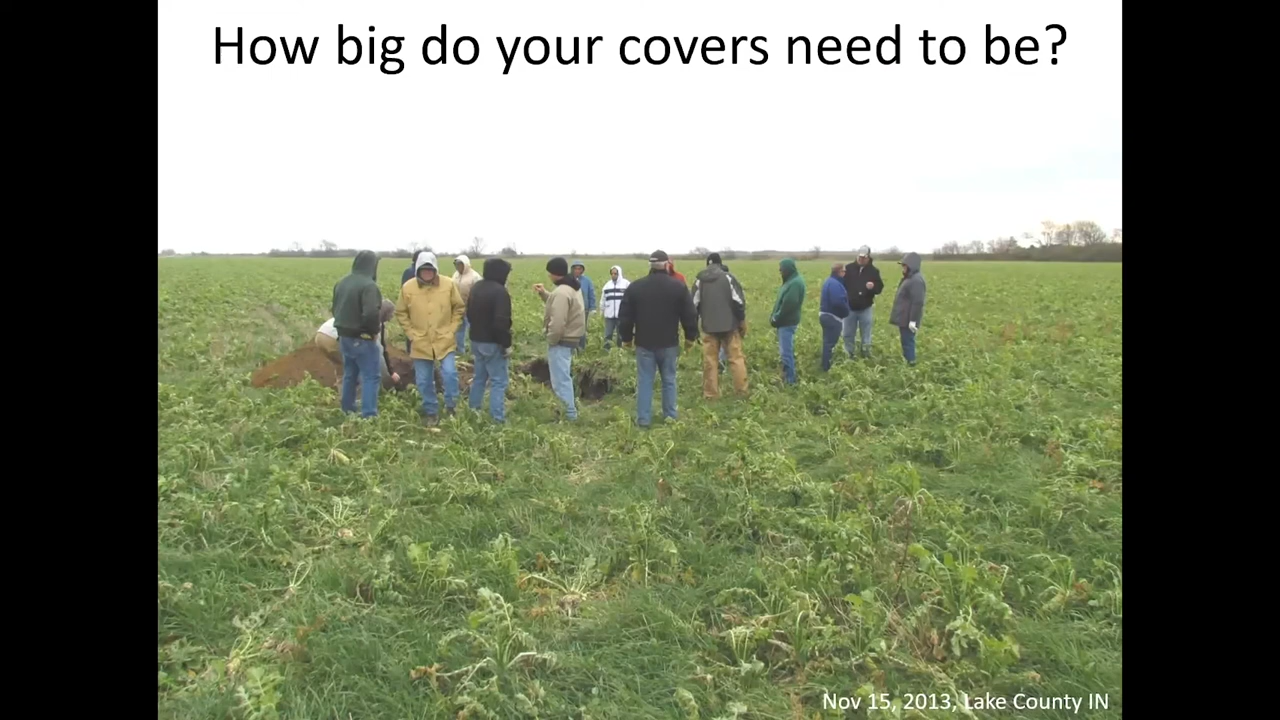 How big do your covers need to be?
Nov 15, 2013, Lake County IN